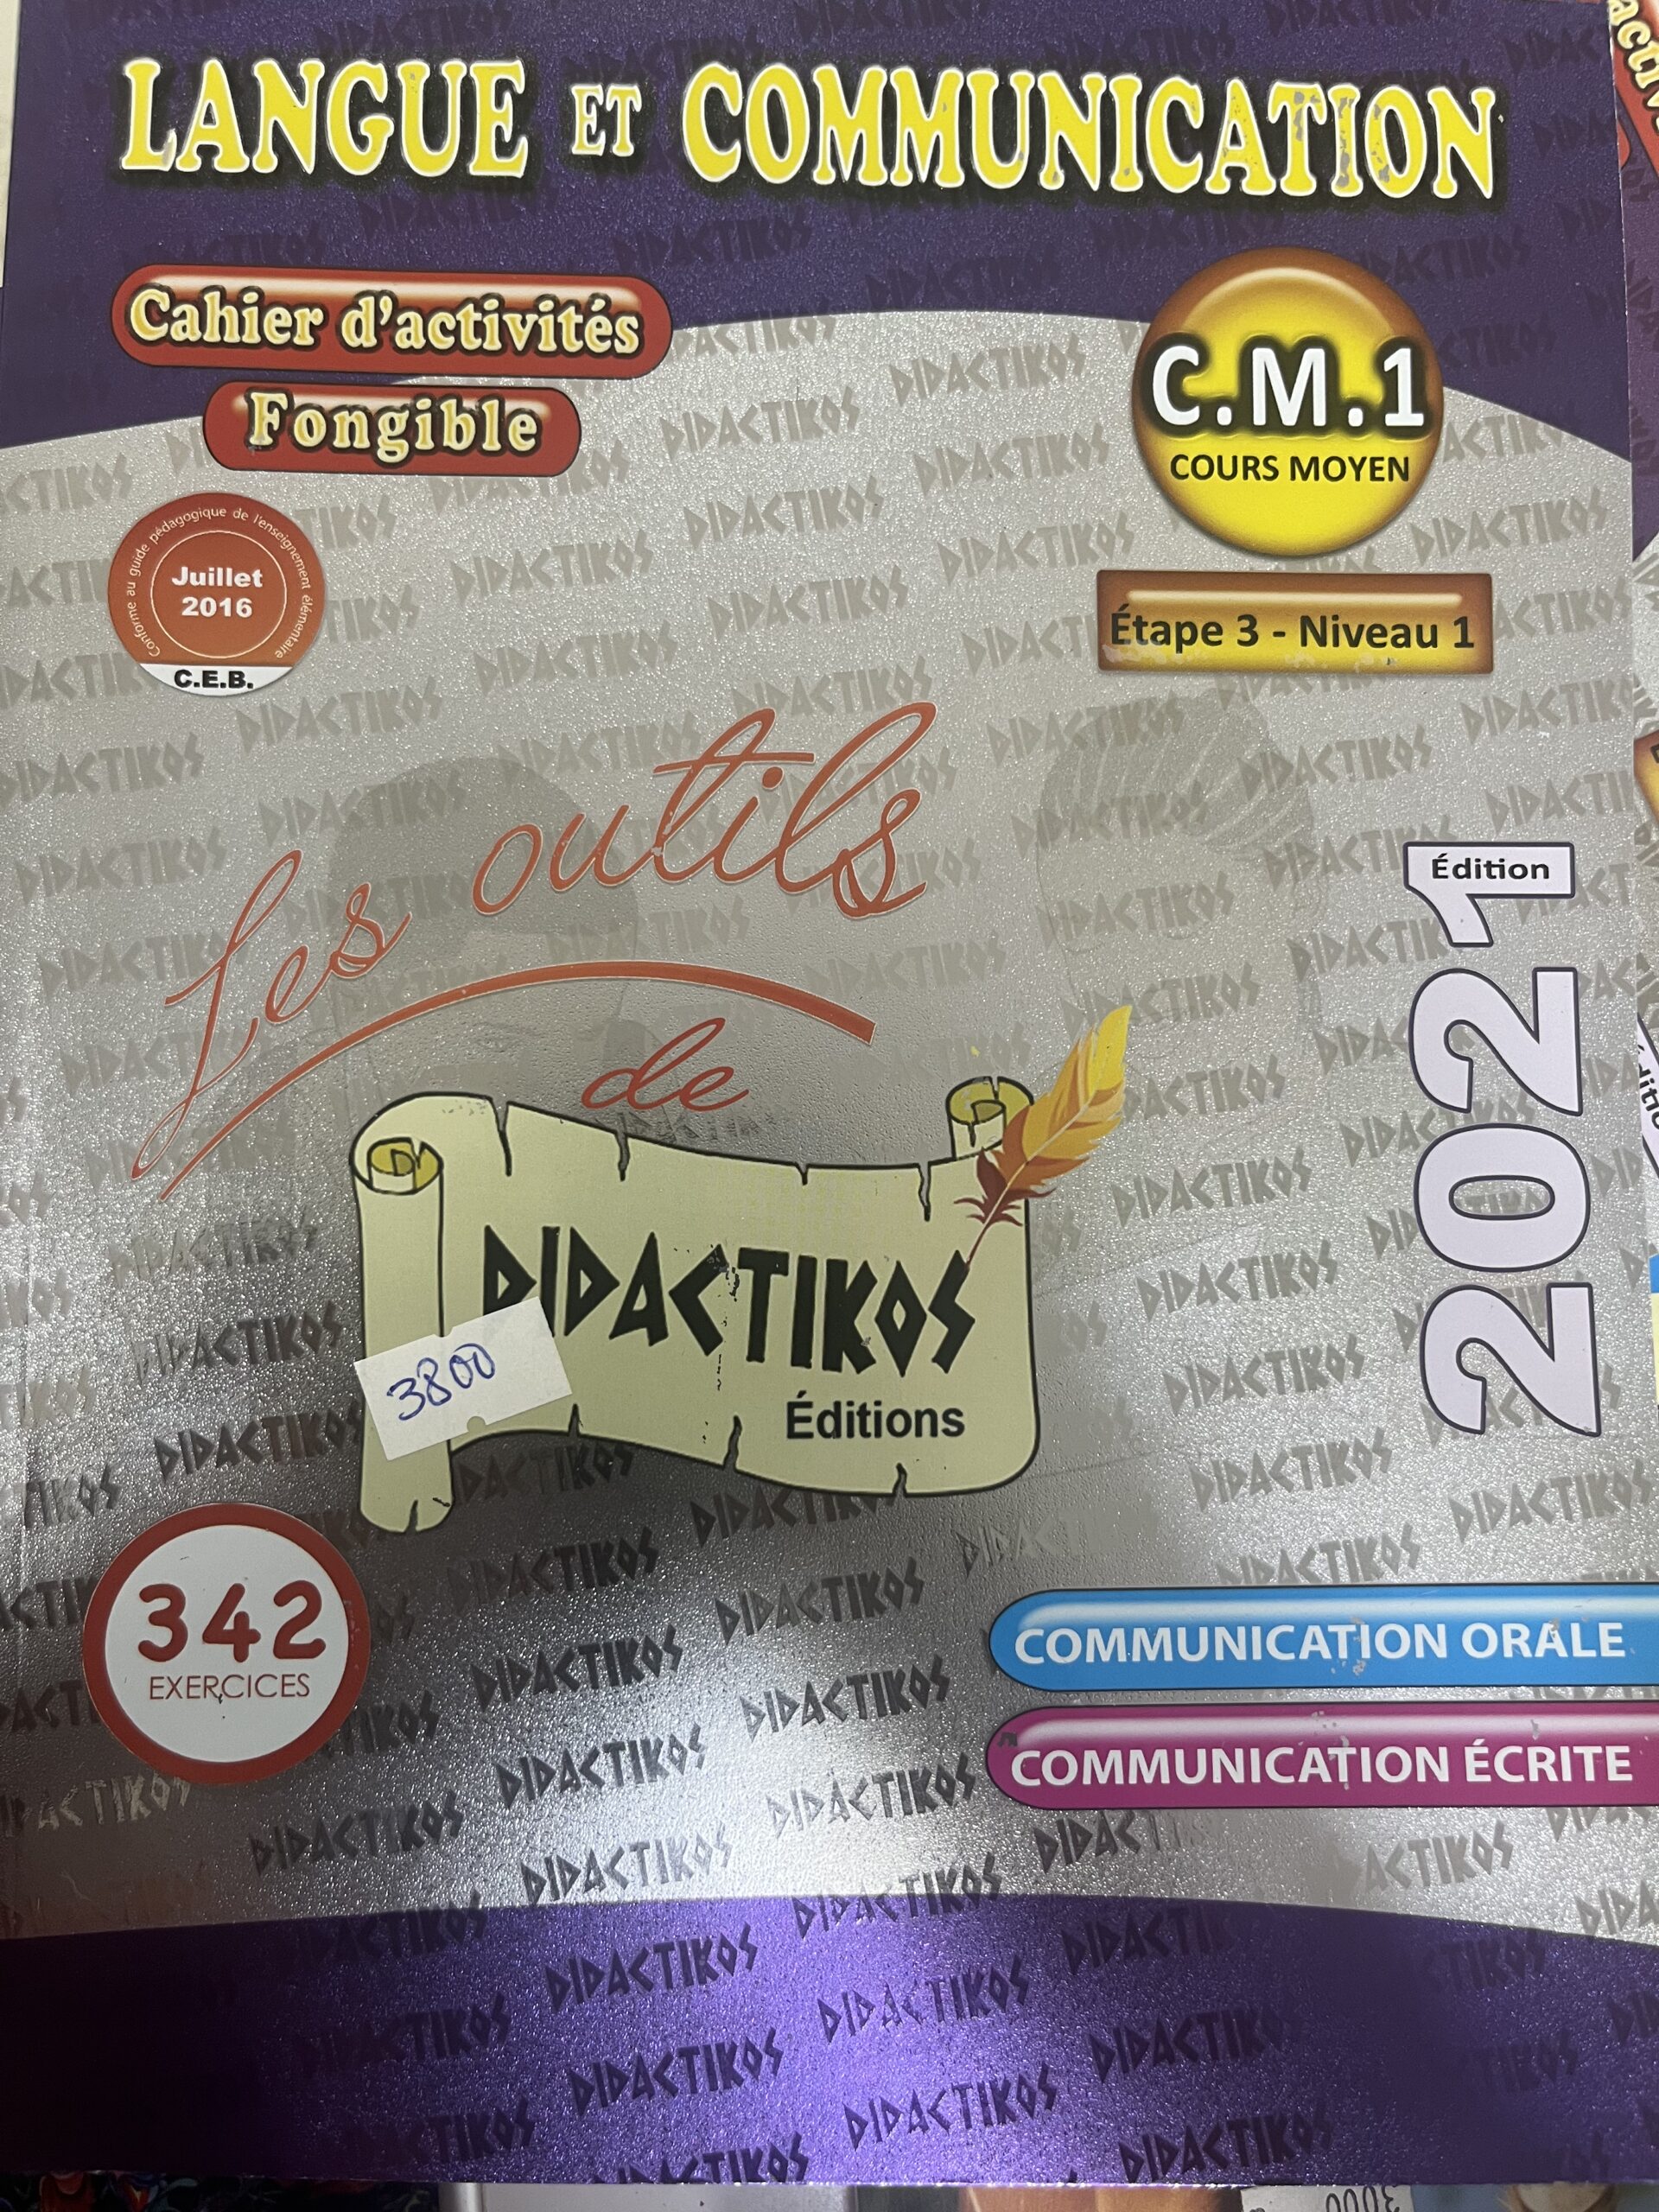 LANGUE ET COMMUNICATION
Cahier d'activités
Fongible
C.M.1
COURS MOYEN
Étape 3 - Niveau 1
Conforme au guide pédagogique de l'enseignement élémentaire
Juillet
2016
C.E.B.
Les outils
de
DIDACTIKOS
Éditions
3800
Édition
2021
342
EXERCICES
COMMUNICATION ORALE
COMMUNICATION ÉCRITE
3000